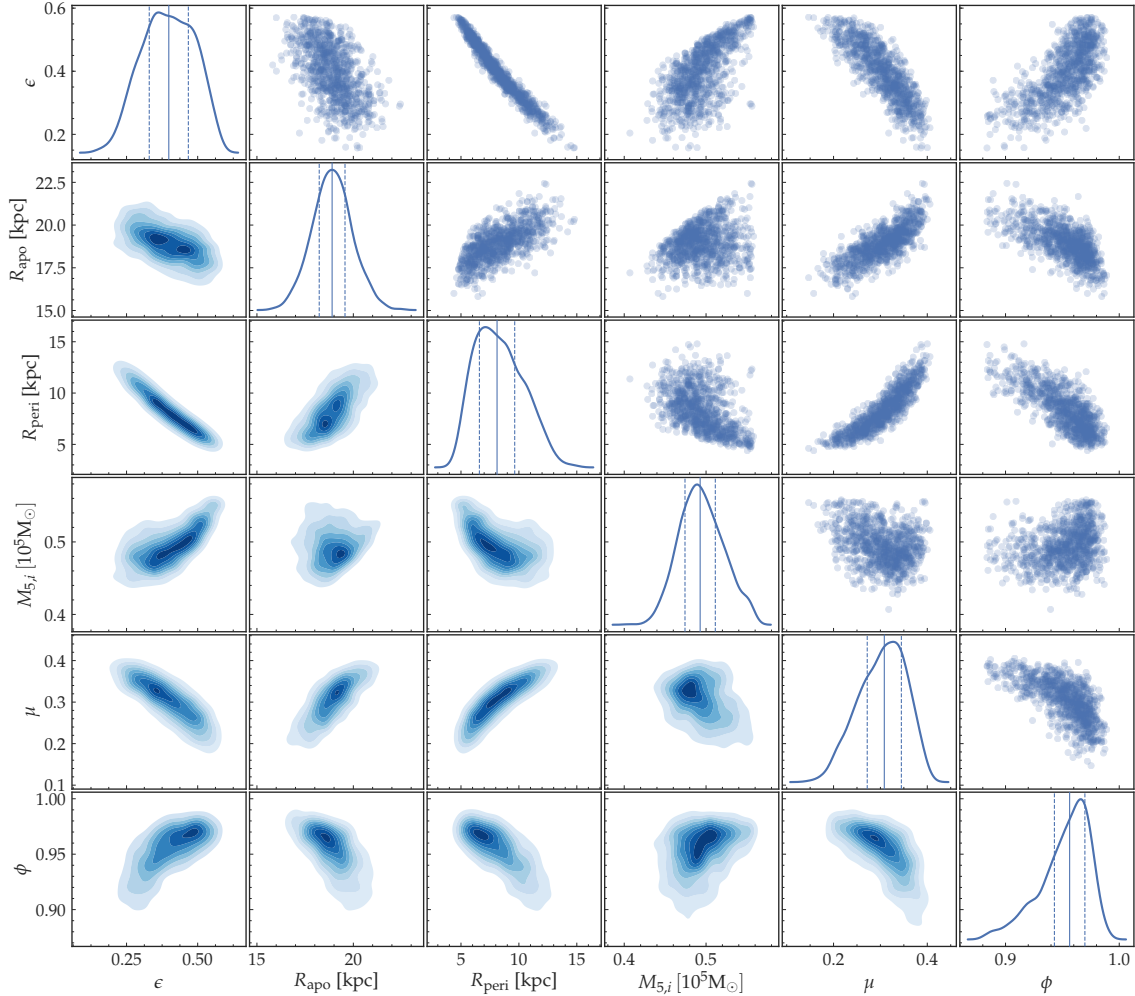 0.6
0.4
0.2
ϵ
22.5
20.0
17.5
15.0
R_apo [kpc]
15
10
5
R_peri [kpc]
0.5
0.4
M_5,i [10^5 M_⊙]
0.4
0.3
0.2
0.1
μ
1.00
0.95
0.90
ϕ
0.25 0.50 15 20 5 10 15 0.4 0.5 0.2 0.4 0.9 1.0
ϵ R_apo [kpc] R_peri [kpc] M_5,i [10^5 M_⊙] μ ϕ